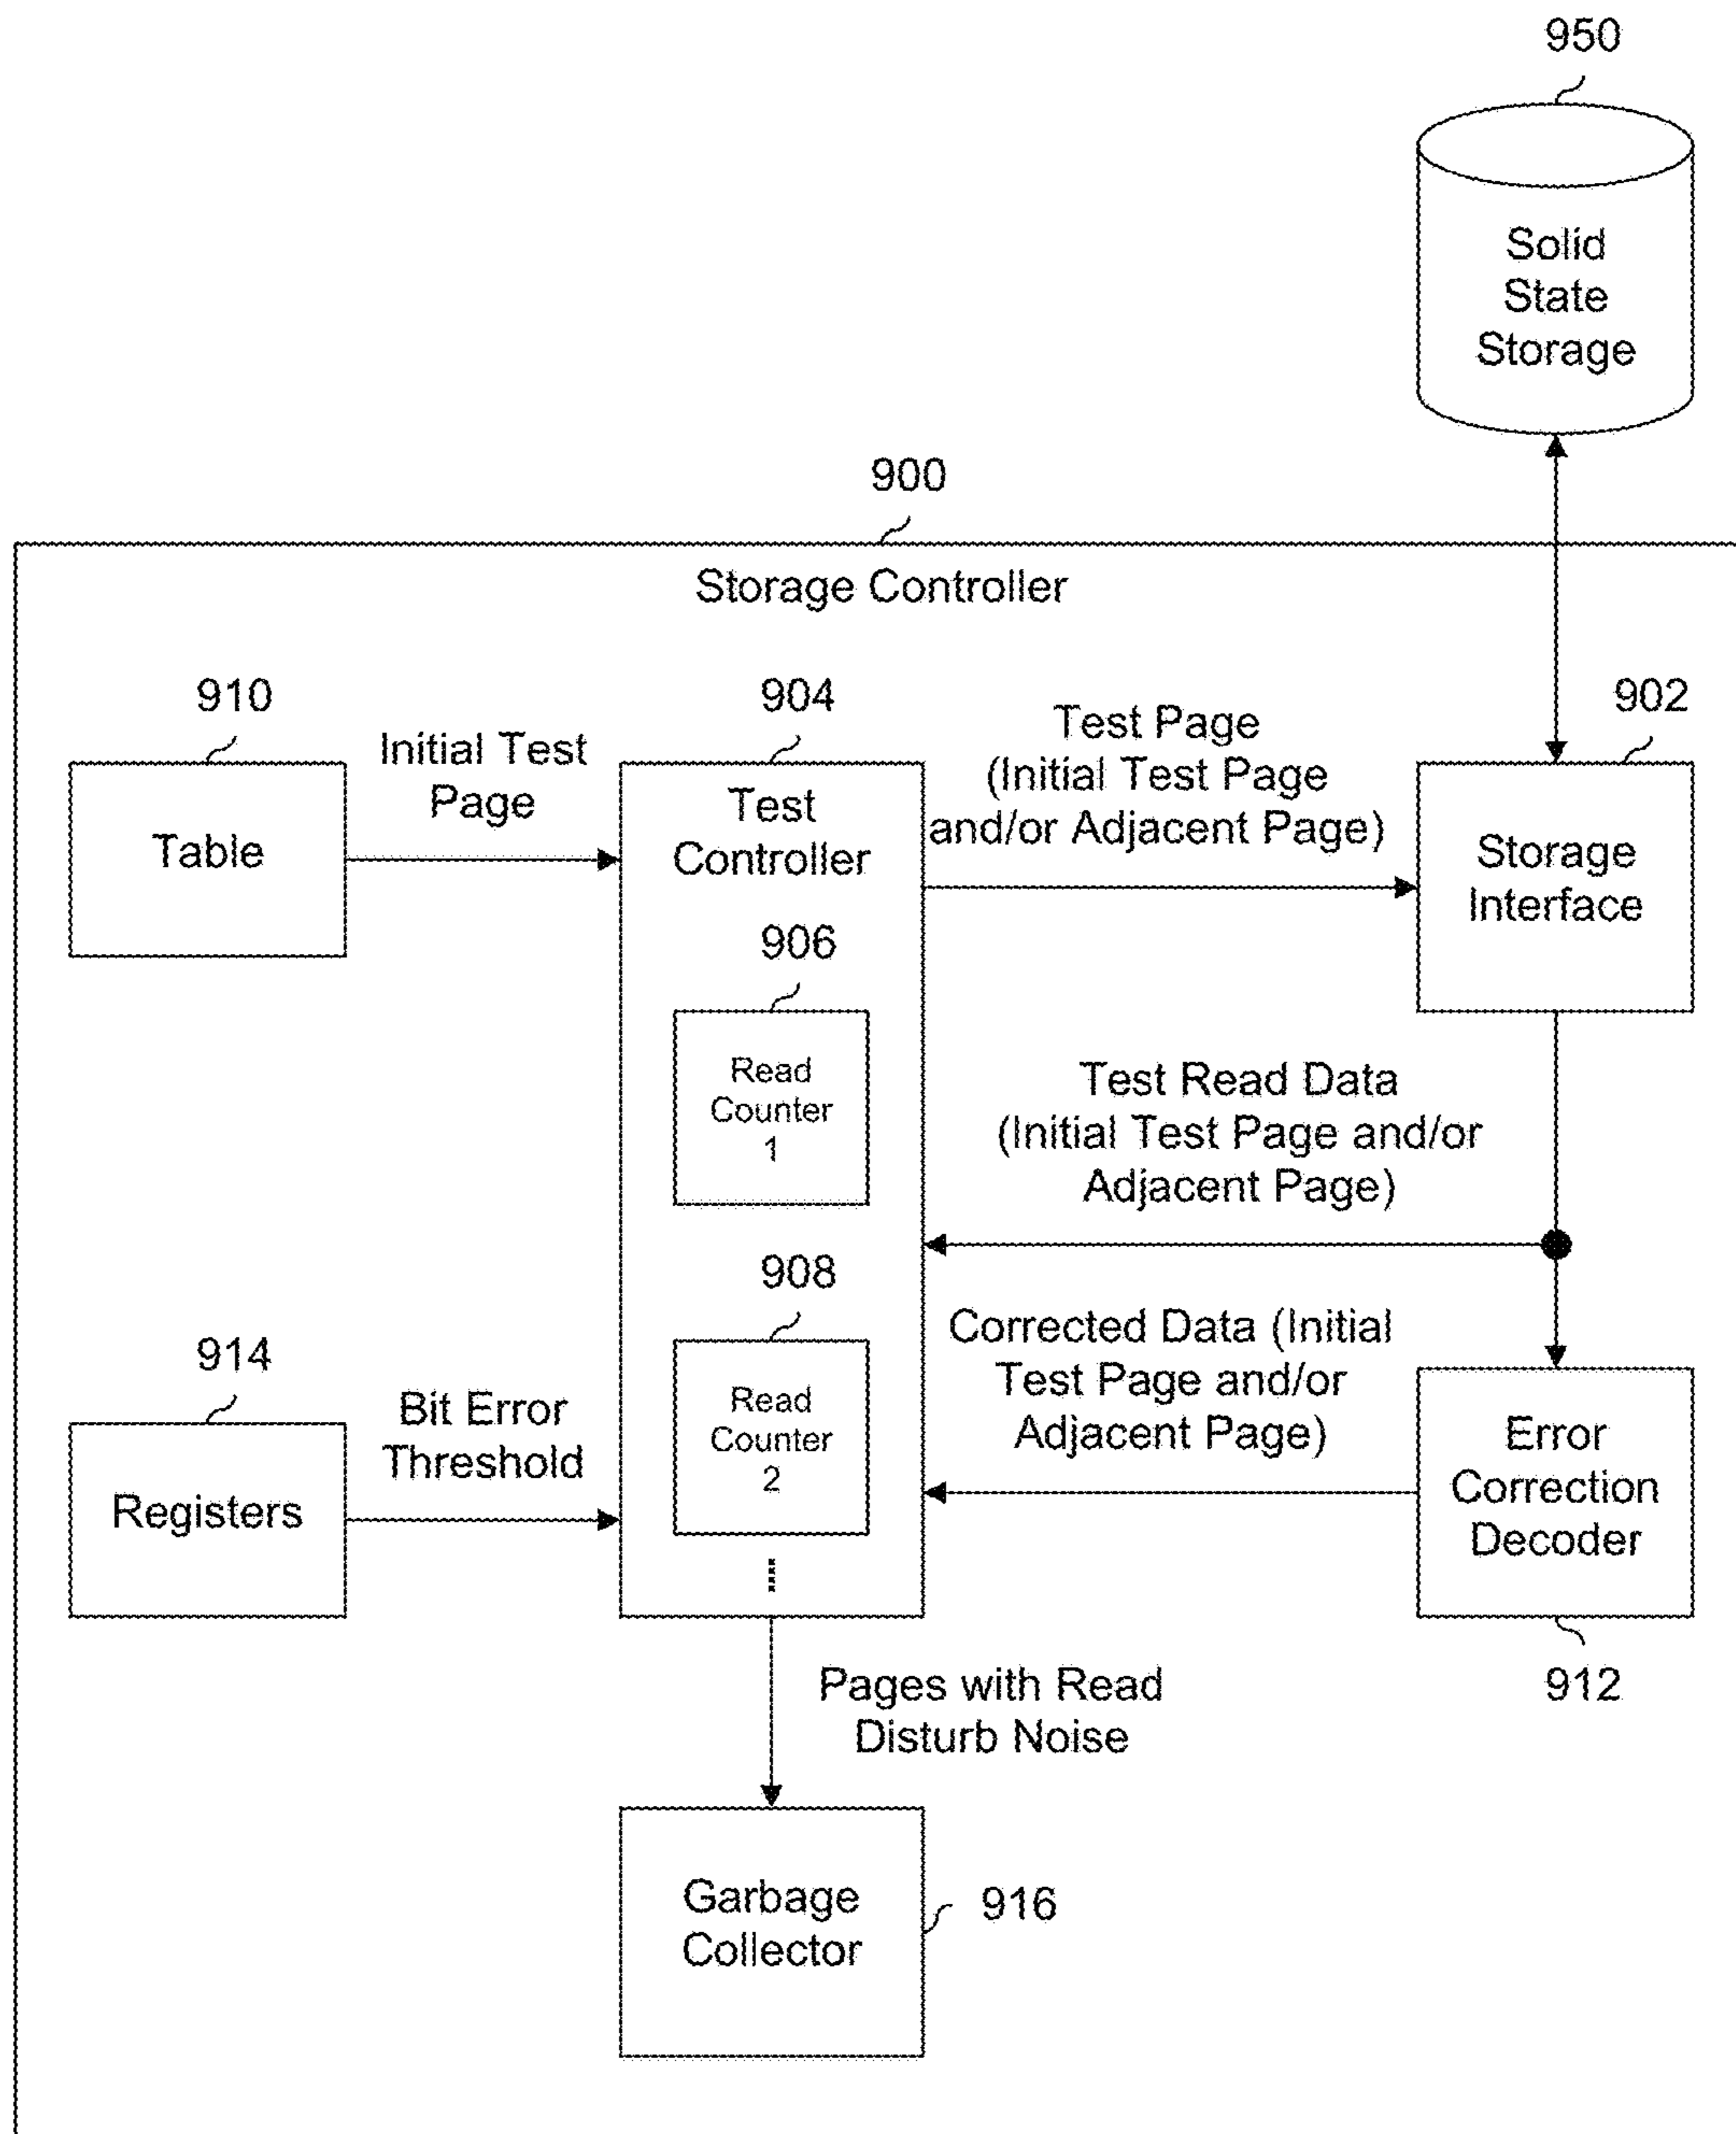 950
Solid
State
Storage
900
Storage Controller
910
904
902
Initial Test
Page
Test Page
(Initial Test Page
and/or Adjacent Page)
Table
Test
Controller
Storage
Interface
906
Read
Counter
1
Test Read Data
(Initial Test Page and/or
Adjacent Page)
908
Corrected Data (Initial
Test Page and/or
Adjacent Page)
914
Bit Error
Threshold
Registers
Read
Counter
2
Error
Correction
Decoder
912
Pages with Read
Disturb Noise
Garbage
Collector
916